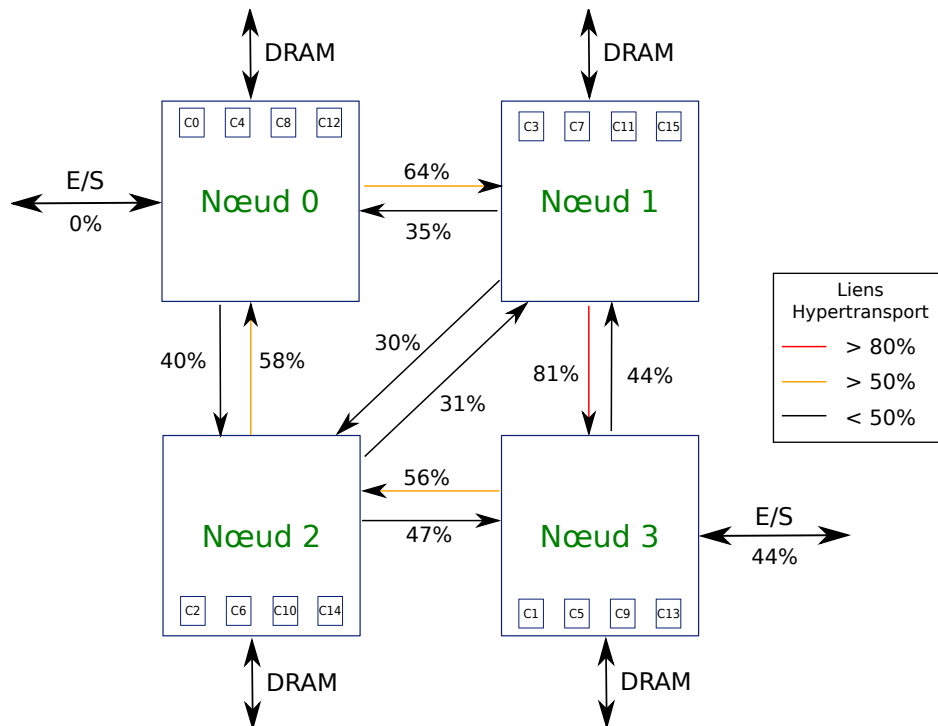 DRAM
DRAM
C0 C4 C8 C12
C3 C7 C11 C15
E/S
0%
Nœud 0
64%
35%
Nœud 1
Liens
Hypertransport
> 80%
> 50%
< 50%
40%
58%
30%
31%
81%
44%
56%
47%
Nœud 2
Nœud 3
E/S
44%
C2 C6 C10 C14
C1 C5 C9 C13
DRAM
DRAM